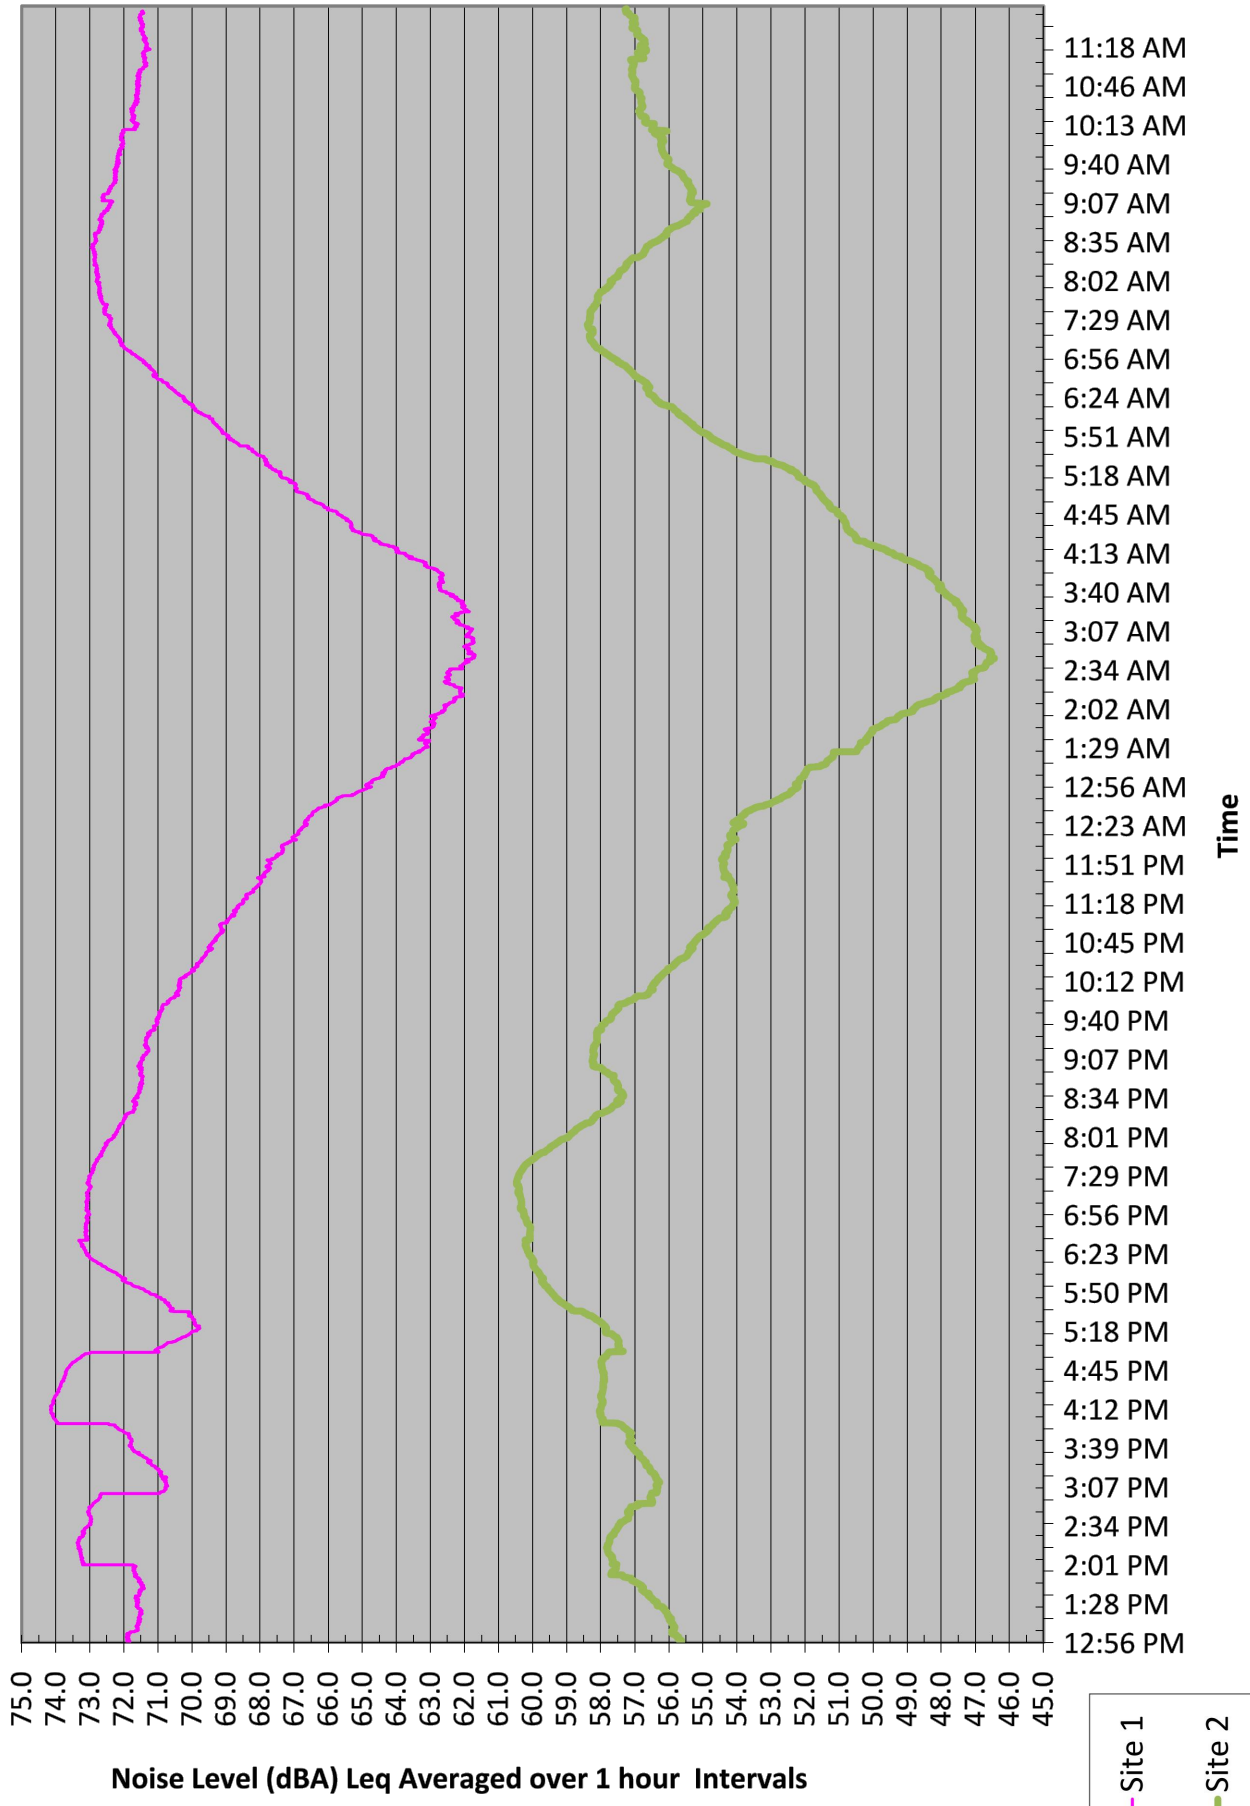 75.0
74.0
73.0
72.0
71.0
70.0
69.0
68.0
67.0
66.0
65.0
64.0
63.0
62.0
61.0
60.0
59.0
58.0
57.0
56.0
55.0
54.0
53.0
52.0
51.0
50.0
49.0
48.0
47.0
46.0
45.0
Noise Level (dBA) Leq Averaged over 1 hour Intervals
12:56 PM
1:28 PM
2:01 PM
2:34 PM
3:07 PM
3:39 PM
4:12 PM
4:45 PM
5:18 PM
5:50 PM
6:23 PM
6:56 PM
7:29 PM
8:01 PM
8:34 PM
9:07 PM
9:40 PM
10:12 PM
10:45 PM
11:18 PM
11:51 PM
12:23 AM
12:56 AM
1:29 AM
2:02 AM
2:34 AM
3:07 AM
3:40 AM
4:13 AM
4:45 AM
5:18 AM
5:51 AM
6:24 AM
6:56 AM
7:29 AM
8:02 AM
8:35 AM
9:07 AM
9:40 AM
10:13 AM
10:46 AM
11:18 AM
Time
Site 1
Site 2